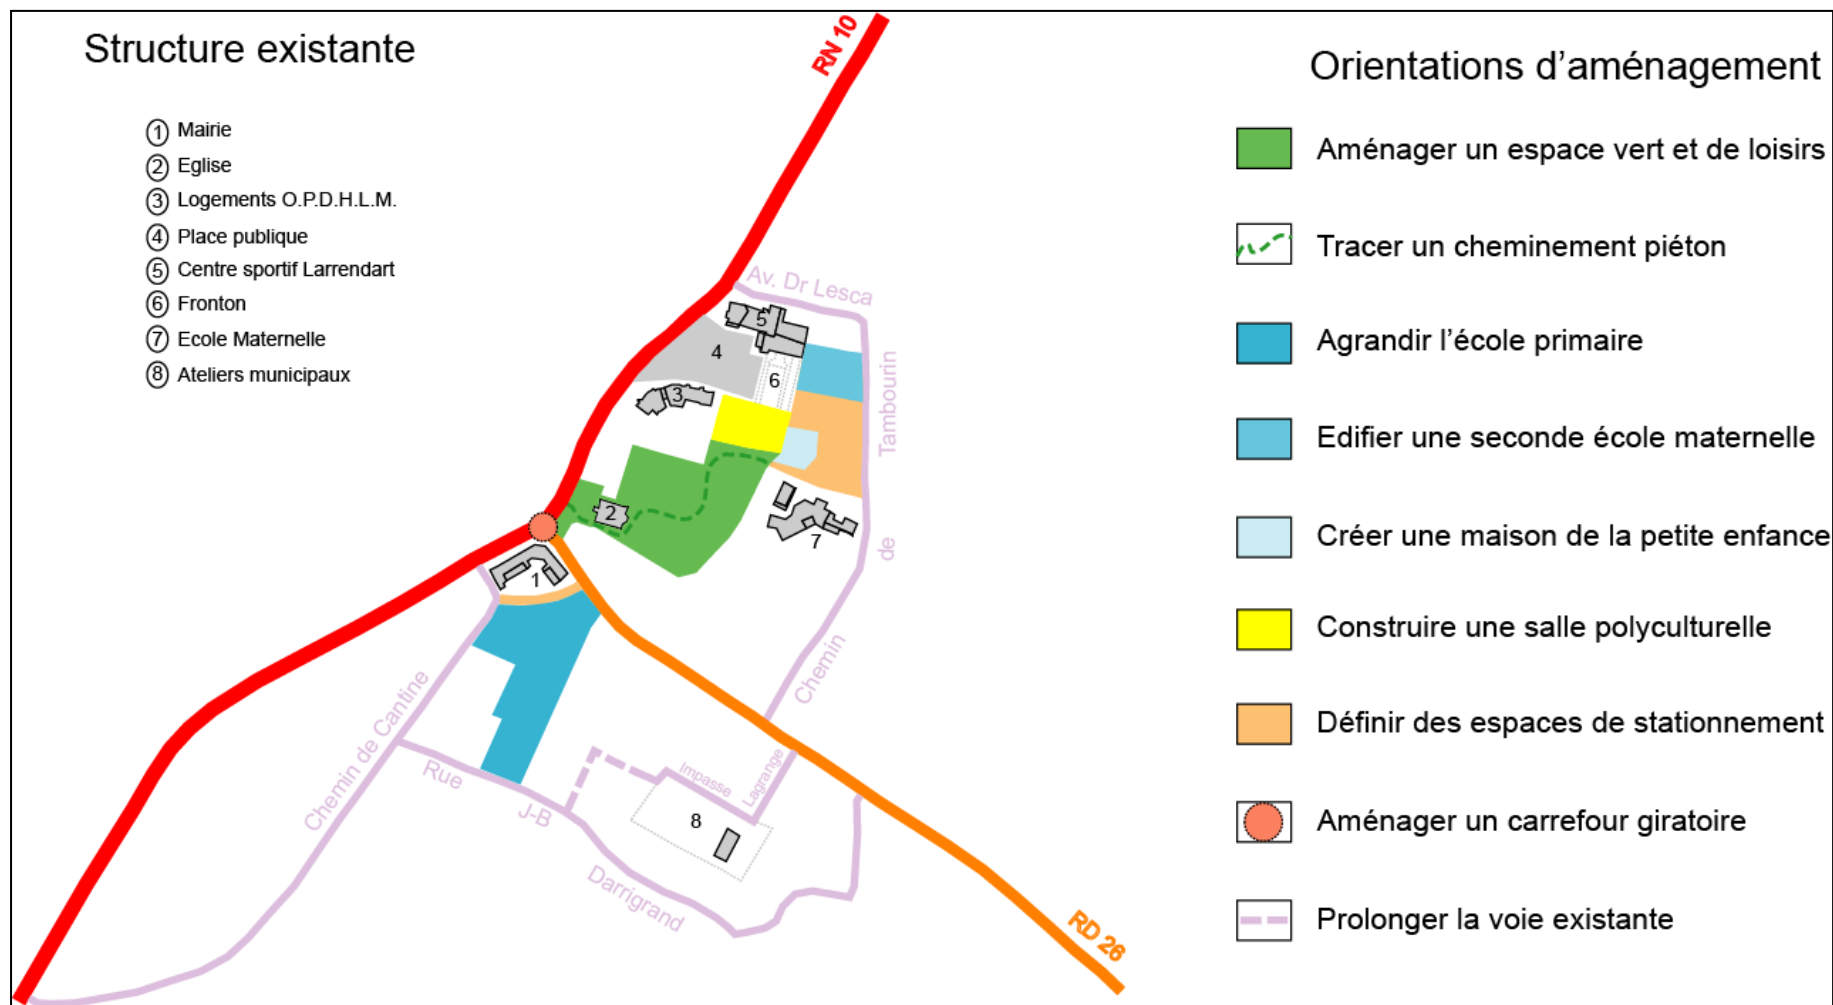 Structure existante
1 Mairie
2 Eglise
3 Logements O.P.D.H.L.M.
4 Place publique
5 Centre sportif Larrendart
6 Fronton
7 Ecole Maternelle
8 Ateliers municipaux
RN 10
Av. Dr Lesca
5
4
6
3
Tambourin
2
7
de
1
Chemin
Chemin de Cantine
Rue
J-B
Darrigrand
Impasse
Lagrange
8
RD 26
Orientations d'aménagement
Aménager un espace vert et de loisirs
Tracer un cheminement piéton
Agrandir l'école primaire
Edifier une seconde école maternelle
Créer une maison de la petite enfance
Construire une salle polyculturelle
Définir des espaces de stationnement
Aménager un carrefour giratoire
Prolonger la voie existante